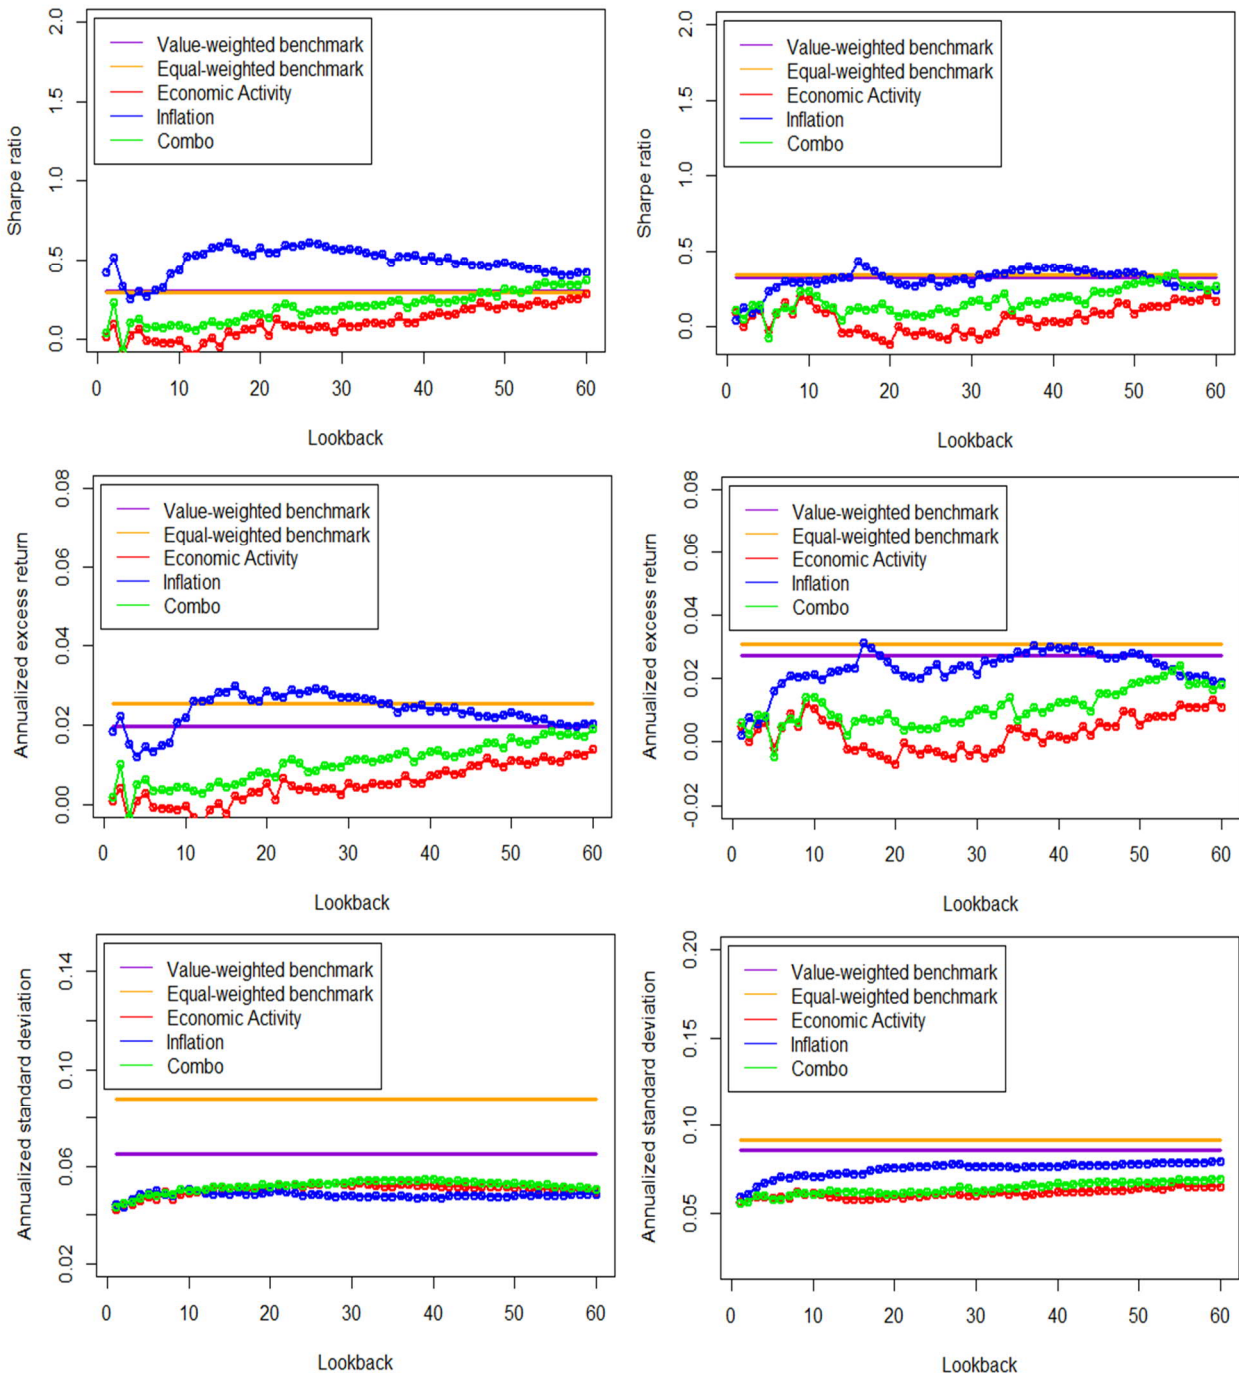 Sharpe ratio
2.0
1.5
1.0
0.5
0.0
Value-weighted benchmark
Equal-weighted benchmark
Economic Activity
Inflation
Combo
0 10 20 30 40 50 60
Lookback
Sharpe ratio
2.0
1.5
1.0
0.5
0.0
Value-weighted benchmark
Equal-weighted benchmark
Economic Activity
Inflation
Combo
0 10 20 30 40 50 60
Lookback
Annualized excess return
0.08
0.06
0.04
0.02
0.00
Value-weighted benchmark
Equal-weighted benchmark
Economic Activity
Inflation
Combo
0 10 20 30 40 50 60
Lookback
Annualized excess return
0.08
0.06
0.04
0.02
0.00
-0.02
Value-weighted benchmark
Equal-weighted benchmark
Economic Activity
Inflation
Combo
0 10 20 30 40 50 60
Lookback
Annualized standard deviation
0.14
0.10
0.06
0.02
Value-weighted benchmark
Equal-weighted benchmark
Economic Activity
Inflation
Combo
0 10 20 30 40 50 60
Lookback
Annualized standard deviation
0.20
0.15
0.10
0.05
Value-weighted benchmark
Equal-weighted benchmark
Economic Activity
Inflation
Combo
0 10 20 30 40 50 60
Lookback